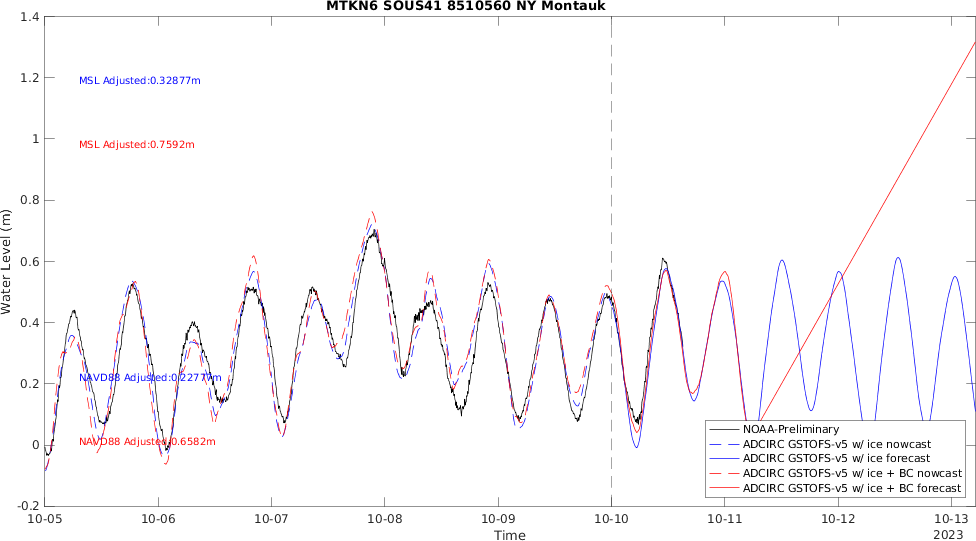 MTKN6 SOUS41 8510560 NY Montauk
1.4
1.2
1
0.8
0.6
0.4
0.2
0
-0.2
Water Level (m)
MSL Adjusted:0.32877m
MSL Adjusted:0.7592m
NAVD88 Adjusted:0.22777m
NAVD88 Adjusted:0.6582m
NOAA-Preliminary
ADCIRC GSTOFS-v5 w/ ice nowcast
ADCIRC GSTOFS-v5 w/ ice forecast
ADCIRC GSTOFS-v5 w/ ice + BC nowcast
ADCIRC GSTOFS-v5 w/ ice + BC forecast
10-05 10-06 10-07 10-08 10-09 10-10 10-11 10-12 10-13
Time
2023